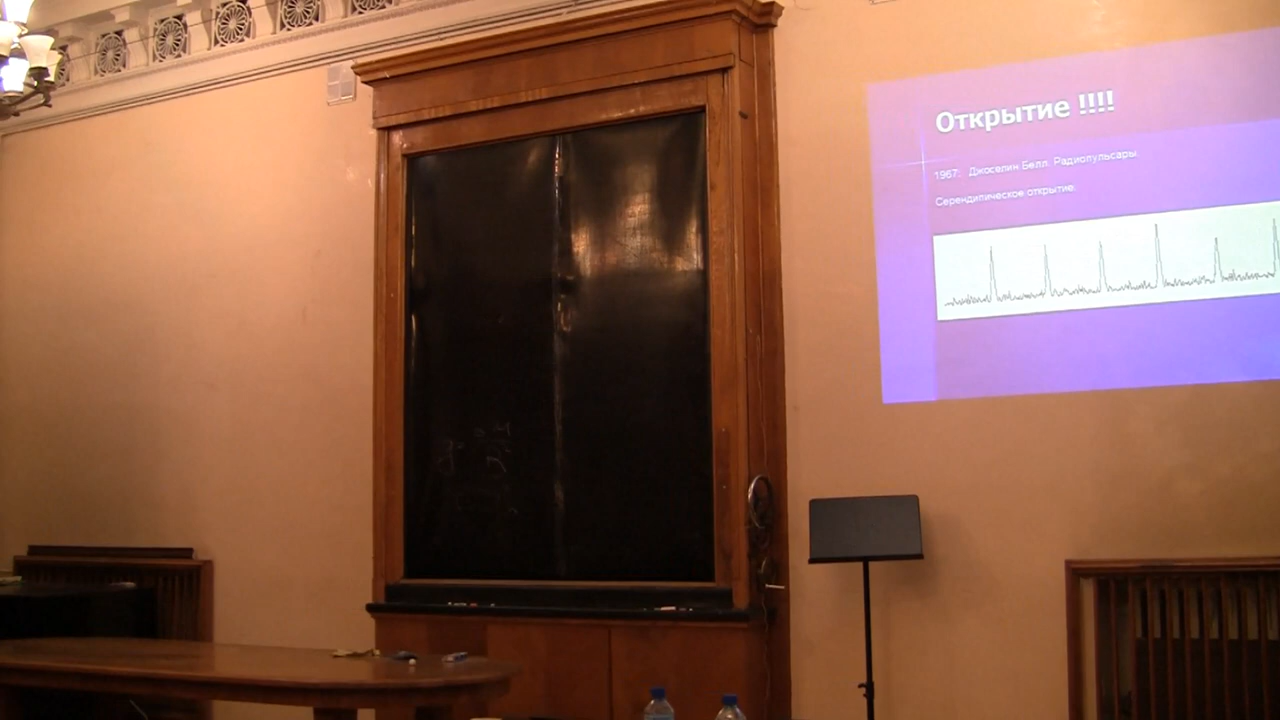 Открытие !!!!
1967: Джоселин Белл. Радиопульсары.
Серендипическое открытие.